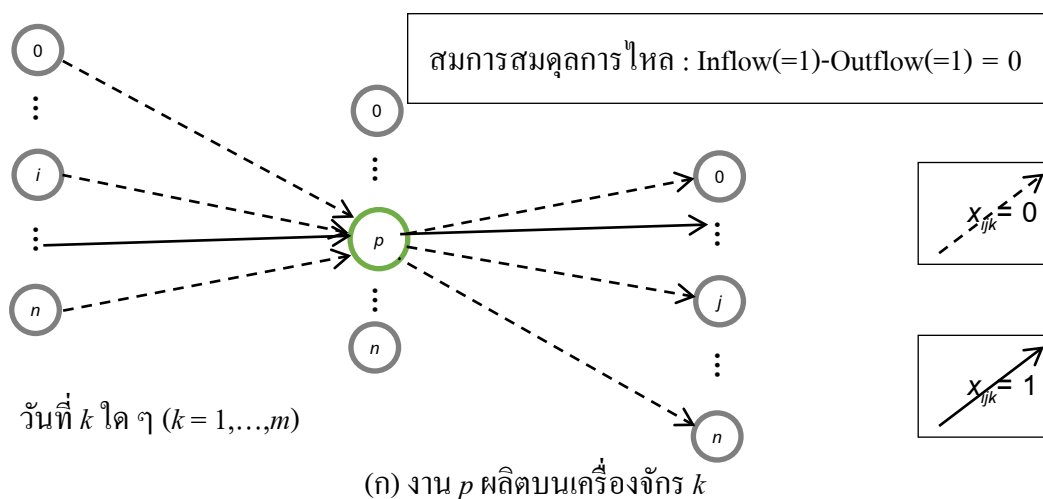 0
สมการสมดุลการไหล : Inflow(=1)-Outflow(=1) = 0
0
i
0
x_ijk = 0
p
n
j
n
x_ijk = 1
วันที่ k ใด ๆ (k = 1,…,m)
n
(ก) งาน p ผลิตบนเครื่องจักร k